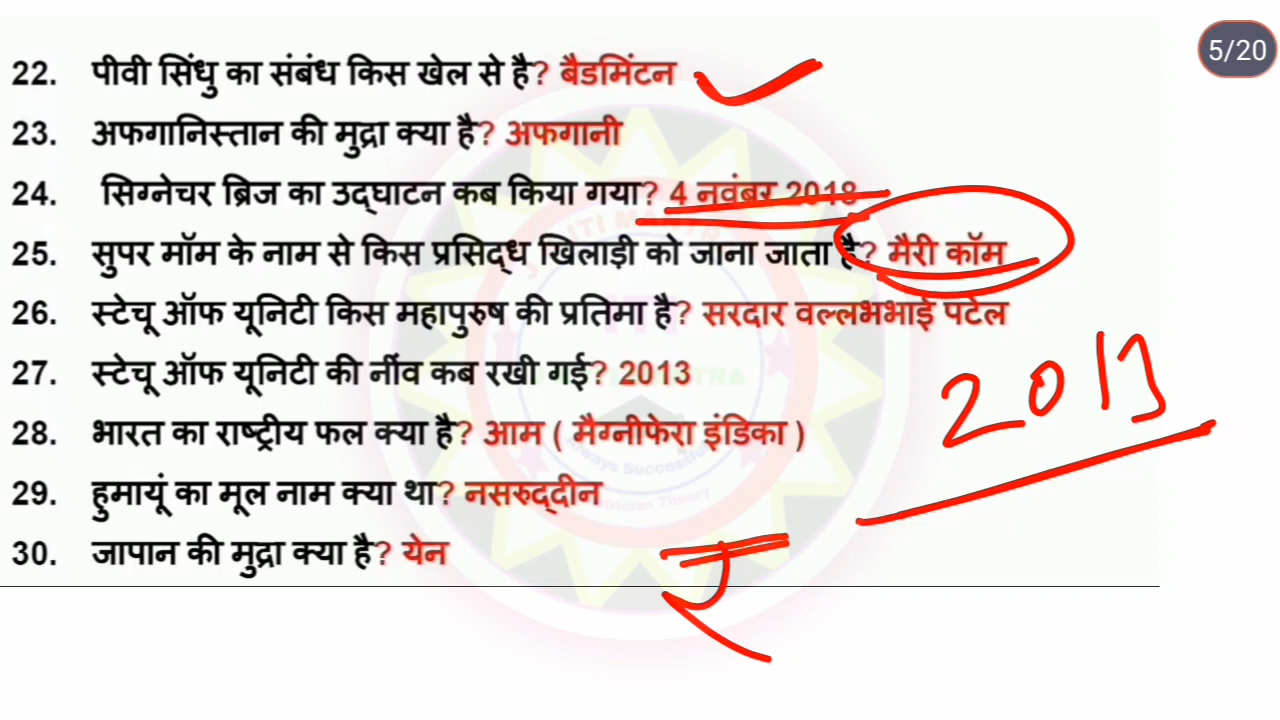 5/20
22. पीवी सिंधु का संबंध किस खेल से है? बैडमिंटन
23. अफगानिस्तान की मुद्रा क्या है? अफगानी
24. सिग्नेचर ब्रिज का उद्घाटन कब किया गया? 4 नवंबर 2018
25. सुपर मॉम के नाम से किस प्रसिद्ध खिलाड़ी को जाना जाता है? मैरी कॉम
26. स्टेचू ऑफ यूनिटी किस महापुरुष की प्रतिमा है? सरदार वल्लभभाई पटेल
27. स्टेचू ऑफ यूनिटी की नींव कब रखी गई? 2013
2013
28. भारत का राष्ट्रीय फल क्या है? आम ( मैग्नीफेरा इंडिका )
Always Successful
29. हुमायूं का मूल नाम क्या था? नसरुद्दीन
30. जापान की मुद्रा क्या है? येन